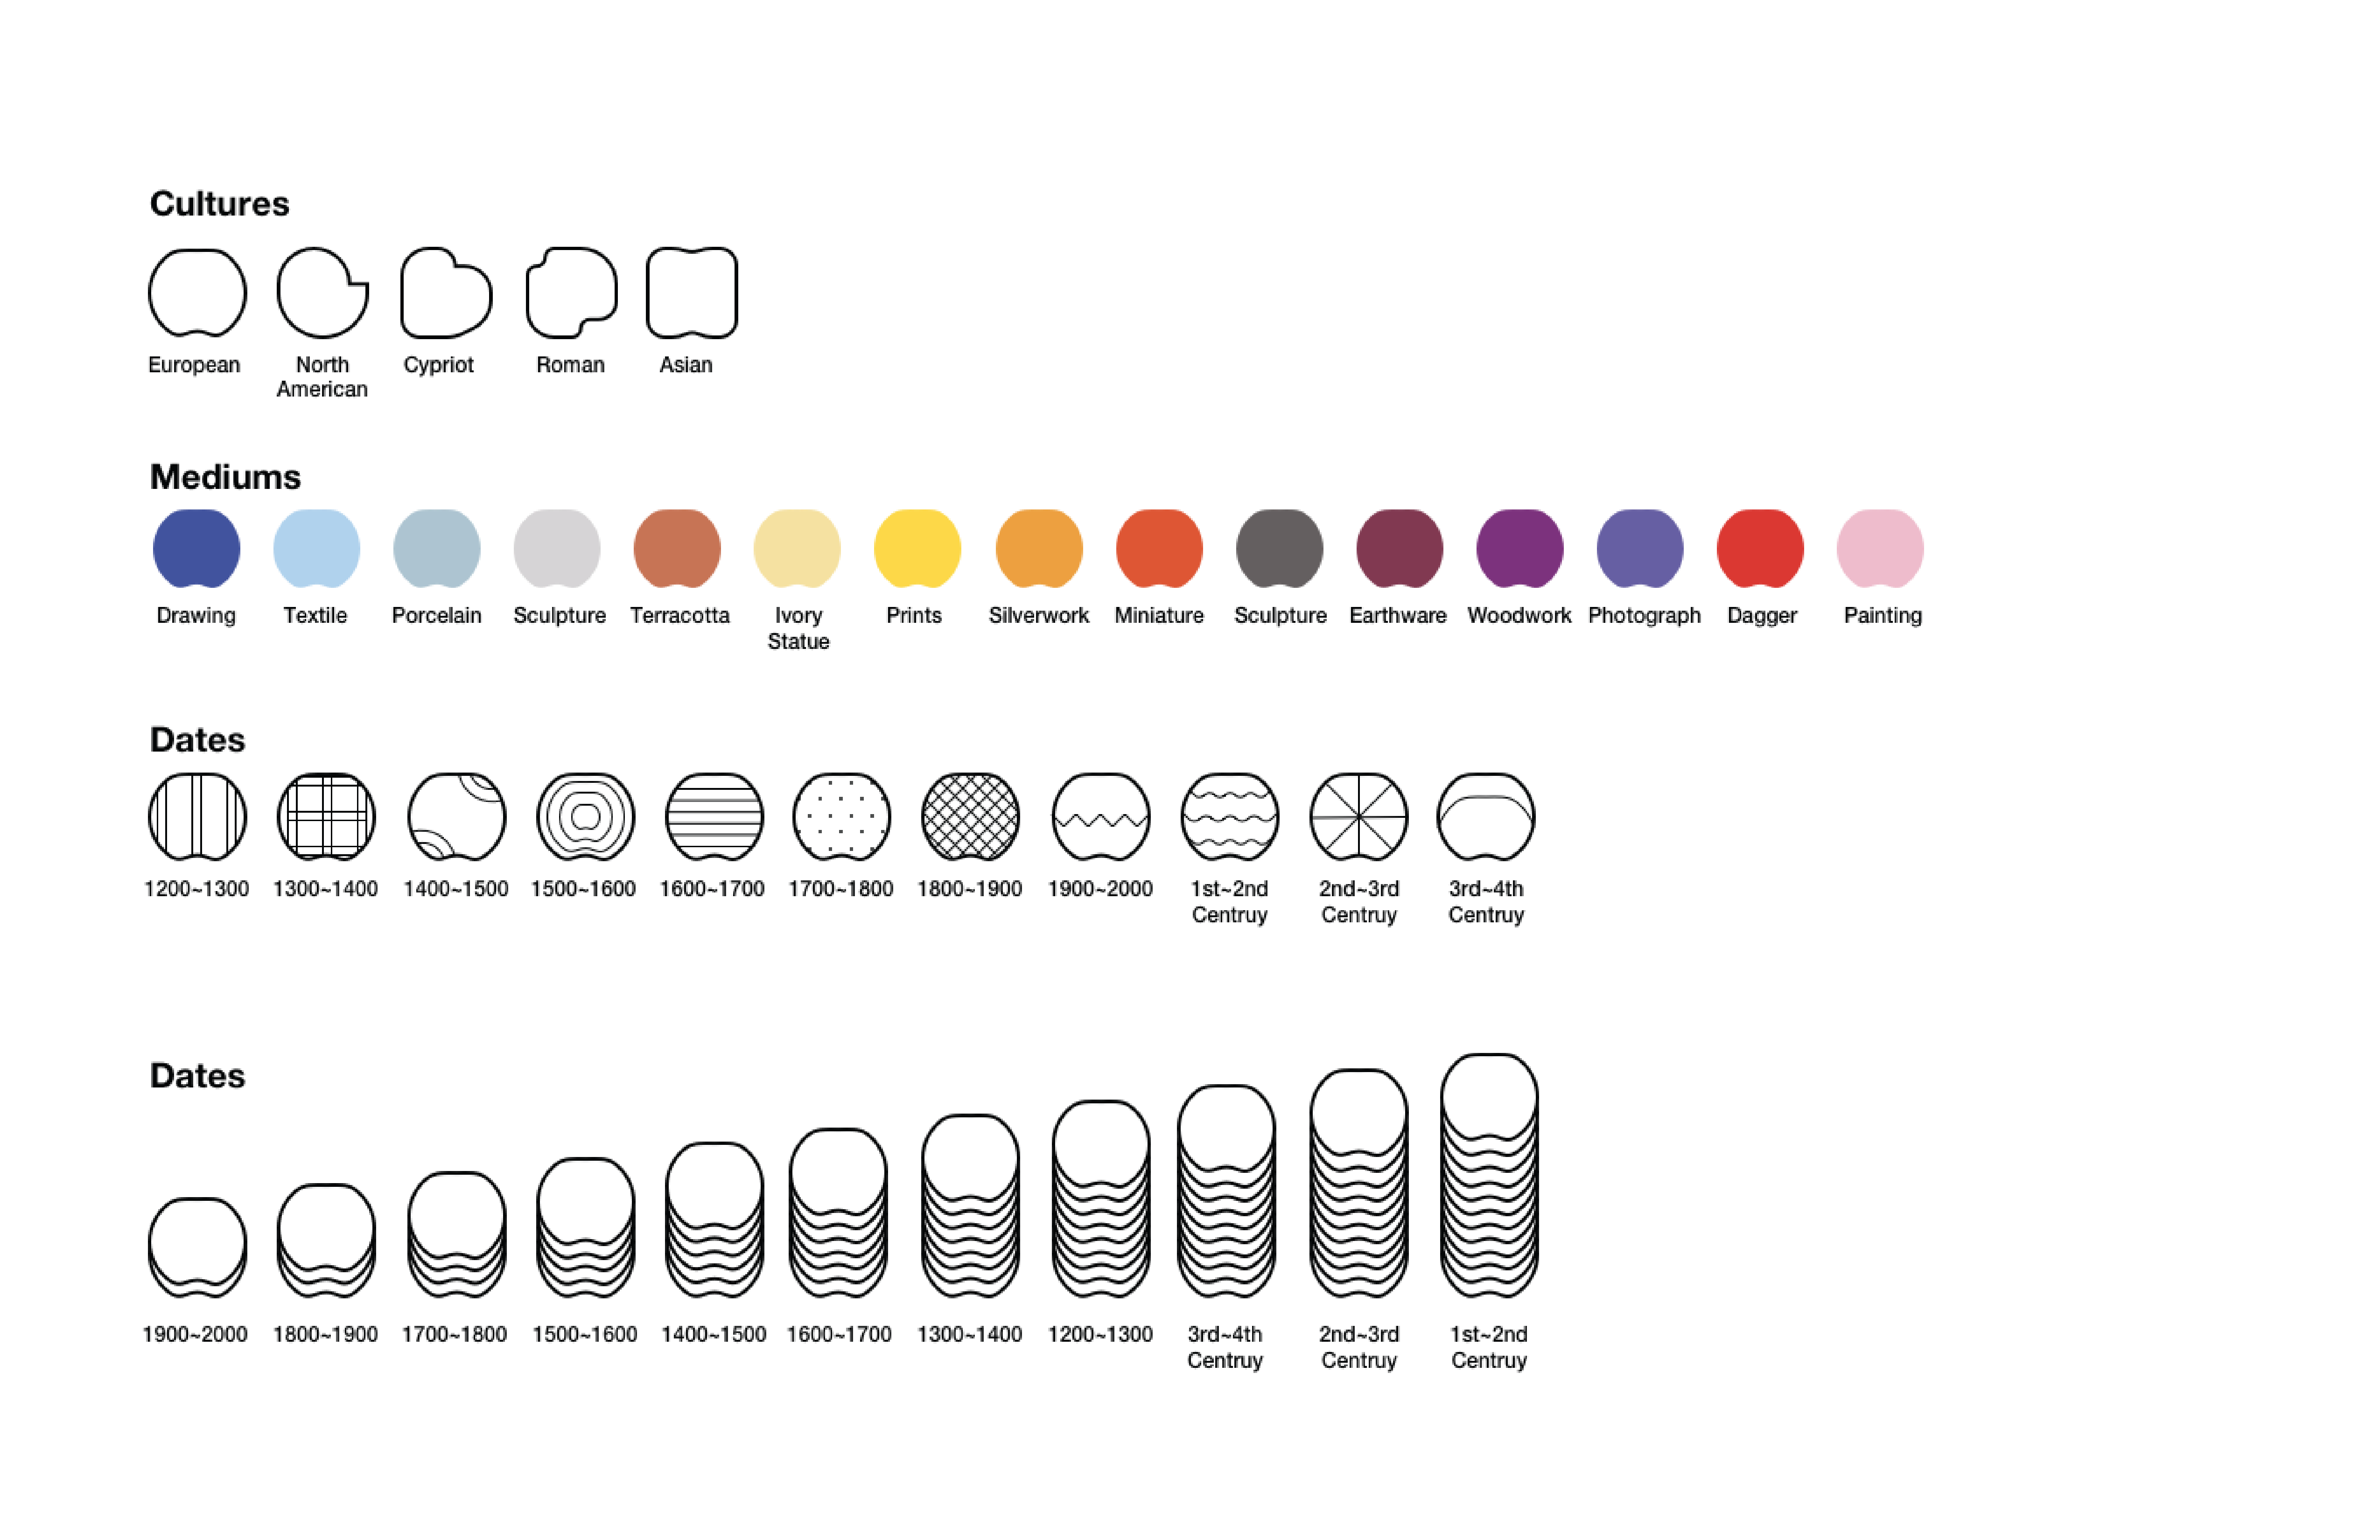 Cultures
European
North
American
Cypriot
Roman
Asian
Mediums
Drawing
Textile
Porcelain
Sculpture
Terracotta
Ivory
Statue
Prints
Silverwork
Miniature
Sculpture
Earthware
Woodwork
Photograph
Dagger
Painting
Dates
1200~1300
1300~1400
1400~1500
1500~1600
1600~1700
1700~1800
1800~1900
1900~2000
1st~2nd
Centruy
2nd~3rd
Centruy
3rd~4th
Centruy
Dates
1900~2000
1800~1900
1700~1800
1500~1600
1400~1500
1600~1700
1300~1400
1200~1300
3rd~4th
Centruy
2nd~3rd
Centruy
1st~2nd
Centruy